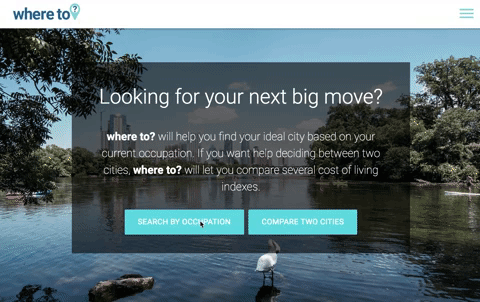 where to?
Looking for your next big move?
where to? will help you find your ideal city based on your
current occupation. If you want help deciding between two
cities, where to? will let you compare several cost of living
indexes.
SEARCH BY OCCUPATION
COMPARE TWO CITIES